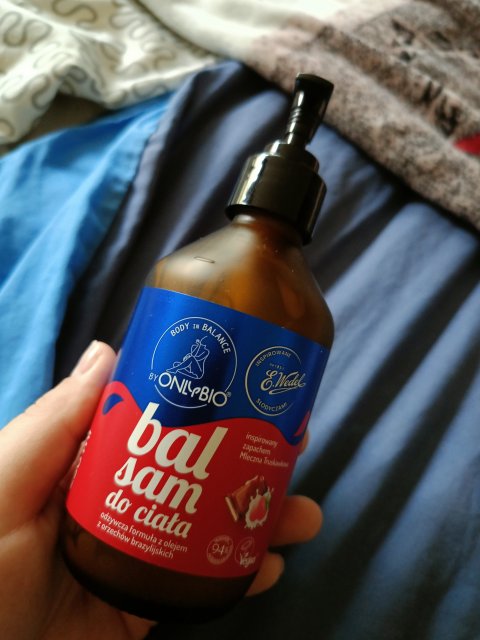 BODY IN BALANCE
BY ONLYBIO®
INSPIROWANE
E. Wedel
SŁODYCZAMI
bal
sam
do ciała
inspirowany
zapachem
Mleczna Truskawkowa
odżywcza formuła z olejem
z orzechów brazylijskich
94%
Vegan